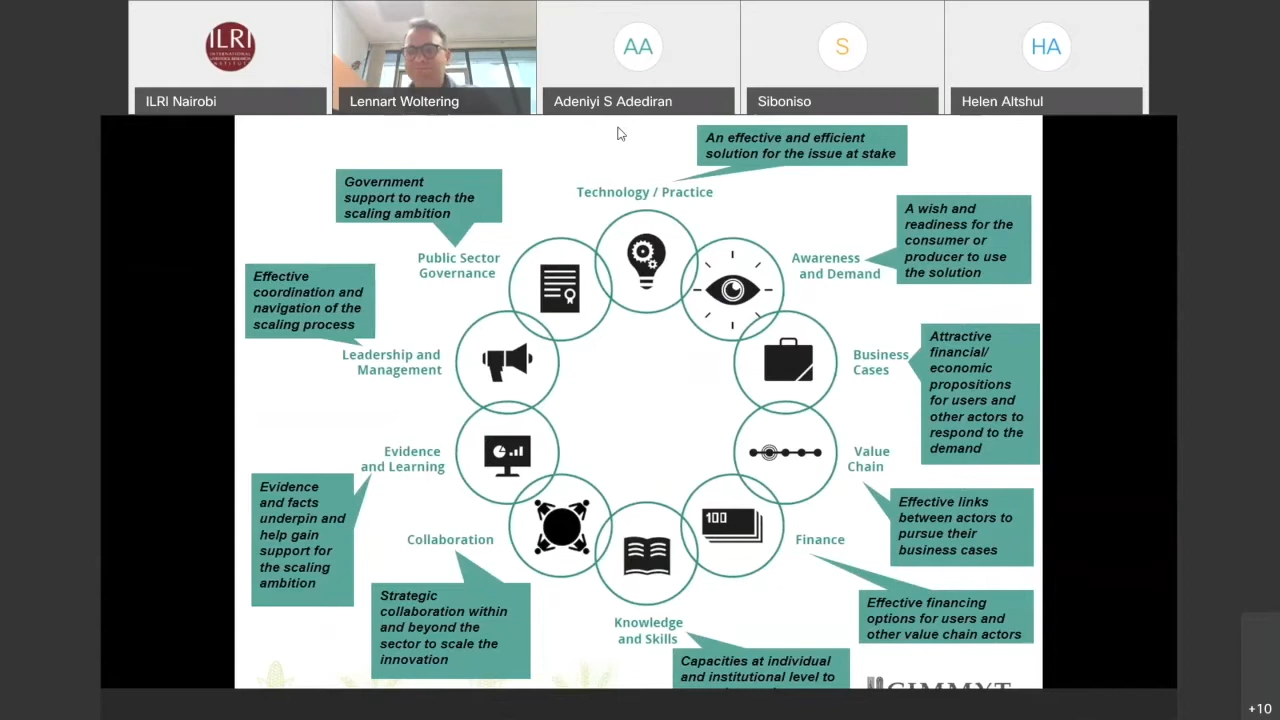 ILRI
INTERNATIONAL
LIVESTOCK RESEARCH
INSTITUTE
AA
S
HA
ILRI Nairobi
Lennart Woltering
Adeniyi S Adediran
Siboniso
Helen Altshul
An effective and efficient
solution for the issue at stake
Technology / Practice
Government
support to reach the
scaling ambition
Public Sector
Governance
A wish and
readiness for the
consumer or
producer to use
the solution
Awareness
and Demand
Effective
coordination and
navigation of the
scaling process
Leadership and
Management
Attractive
financial/
economic
propositions
for users and
other actors to
respond to the
demand
Business
Cases
Evidence
and Learning
Value
Chain
Evidence
and facts
underpin and
help gain
support for
the scaling
ambition
Effective links
between actors to
pursue their
business cases
100
Collaboration
Finance
Strategic
collaboration within
and beyond the
sector to scale the
innovation
Effective financing
options for users and
other value chain actors
Knowledge
and Skills
Capacities at individual
and institutional level to
CIMMYT
+10